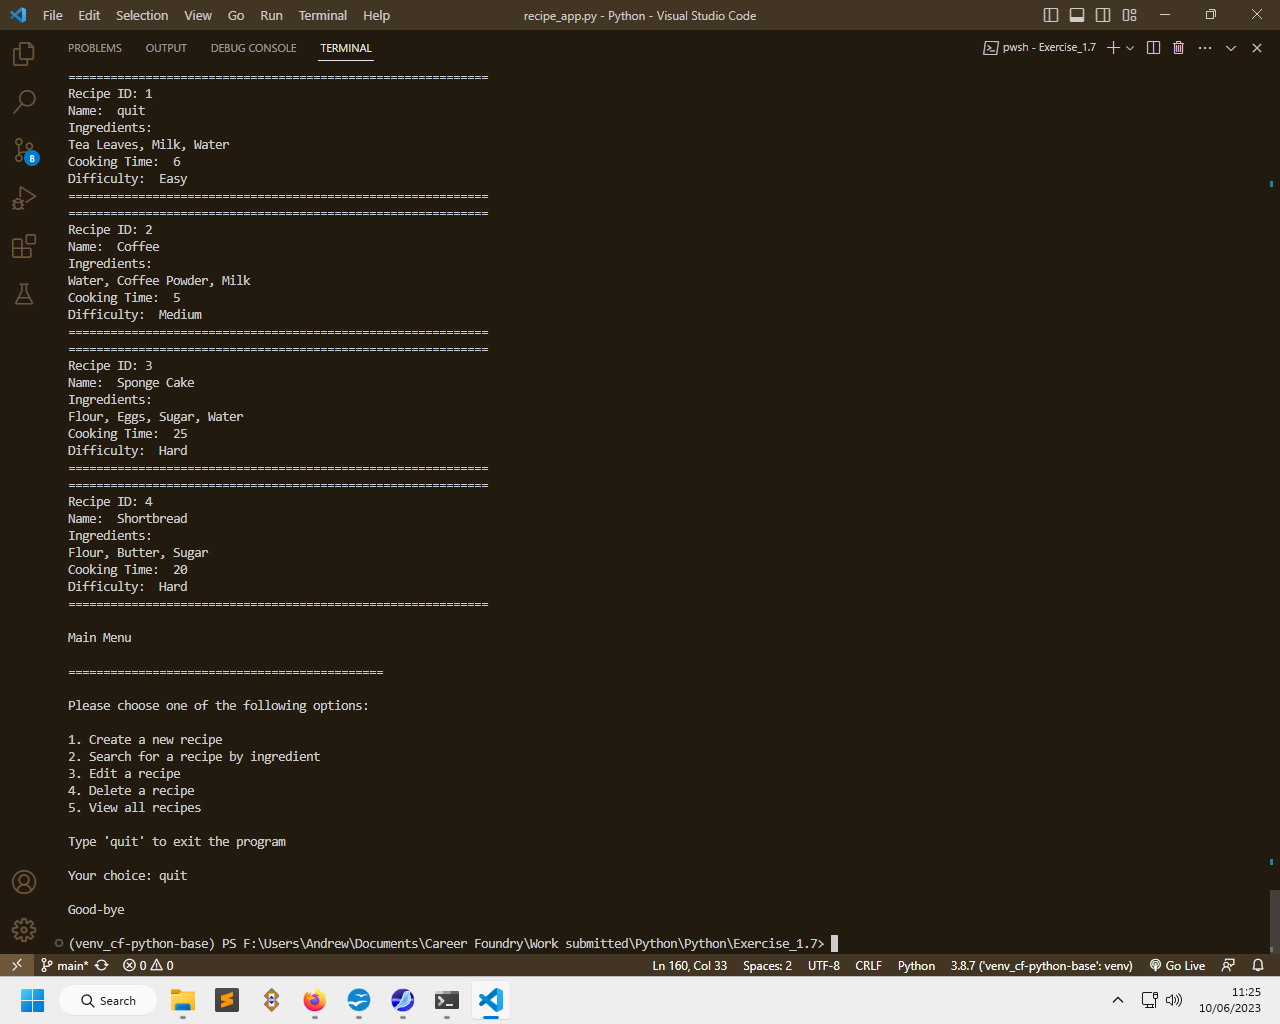 File Edit Selection View Go Run Terminal Help recipe_app.py - Python - Visual Studio Code
PROBLEMS OUTPUT DEBUG CONSOLE TERMINAL pwsh - Exercise_1.7
============================================================
Recipe ID: 1
Name:  quit
Ingredients:
Tea Leaves, Milk, Water
Cooking Time:  6
Difficulty:  Easy
============================================================
============================================================
Recipe ID: 2
Name:  Coffee
Ingredients:
Water, Coffee Powder, Milk
Cooking Time:  5
Difficulty:  Medium
============================================================
============================================================
Recipe ID: 3
Name:  Sponge Cake
Ingredients:
Flour, Eggs, Sugar, Water
Cooking Time:  25
Difficulty:  Hard
============================================================
============================================================
Recipe ID: 4
Name:  Shortbread
Ingredients:
Flour, Butter, Sugar
Cooking Time:  20
Difficulty:  Hard
============================================================
Main Menu
=============================================
Please choose one of the following options:
1. Create a new recipe
2. Search for a recipe by ingredient
3. Edit a recipe
4. Delete a recipe
5. View all recipes
Type 'quit' to exit the program
Your choice: quit
Good-bye
(venv_cf-python-base) PS F:\Users\Andrew\Documents\Career Foundry\Work submitted\Python\Python\Exercise_1.7>
8
main* 0 0 Ln 160, Col 33 Spaces: 2 UTF-8 CRLF Python 3.8.7 ('venv_cf-python-base': venv) Go Live
Search
11:25
10/06/2023